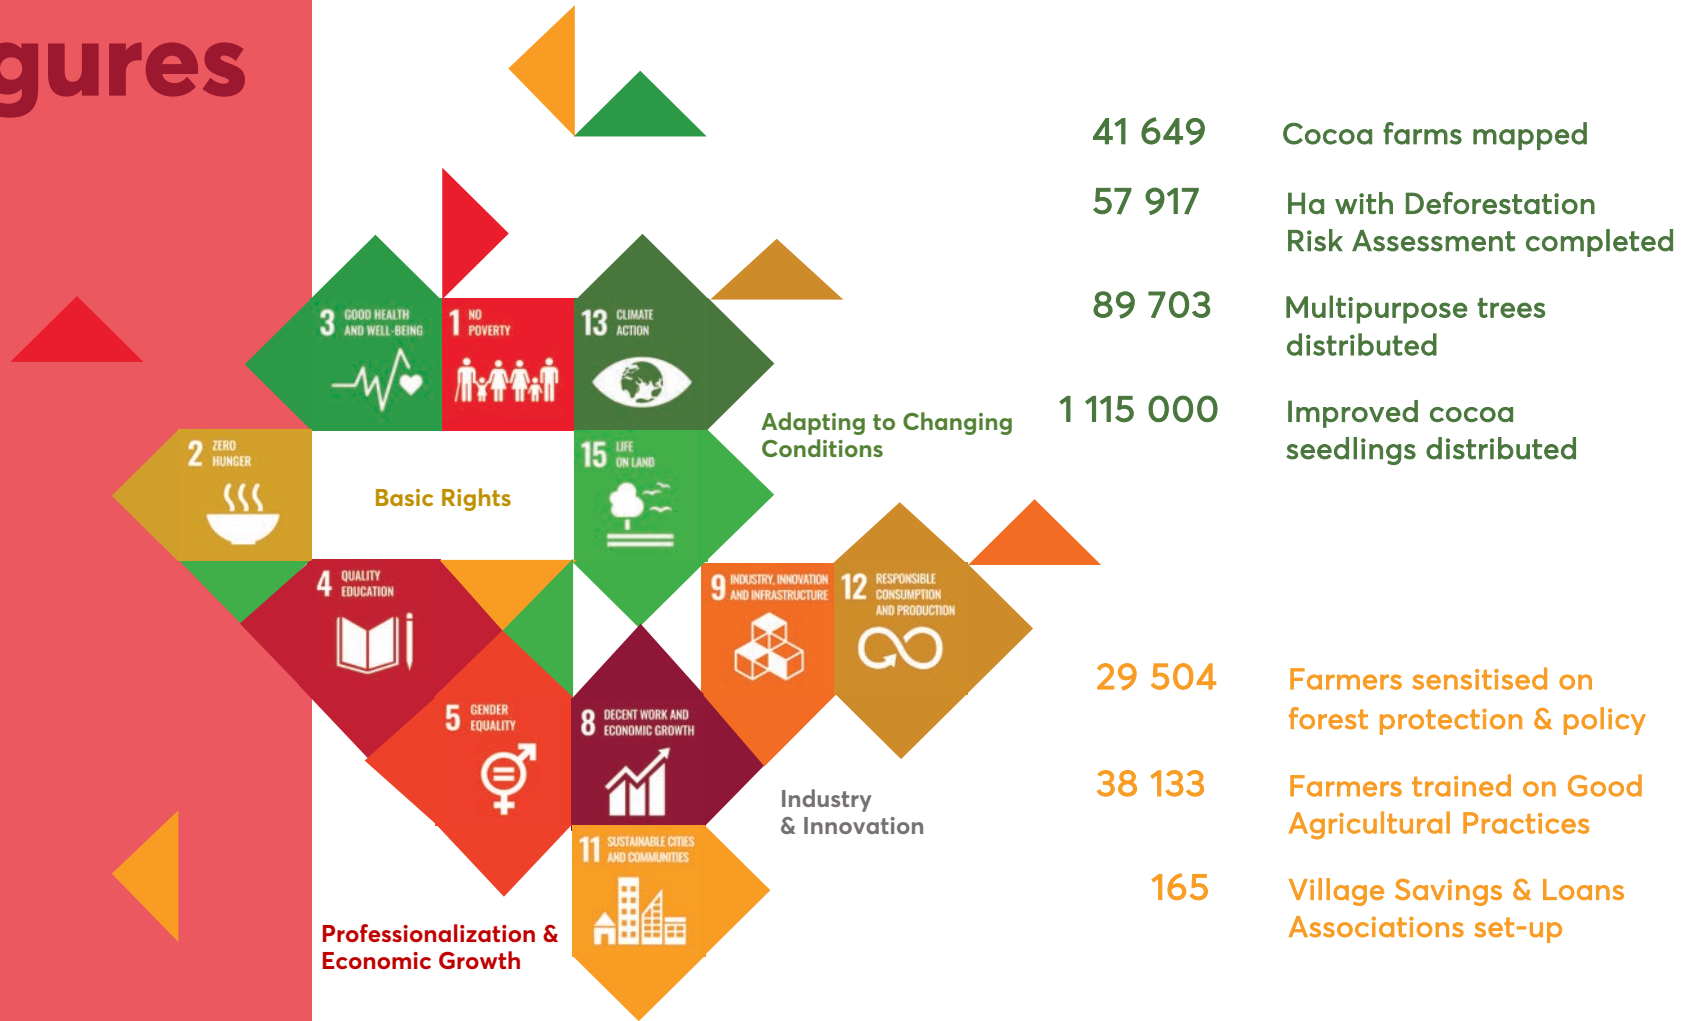 gures
3 GOOD HEALTH
AND WELL-BEING
1 NO
POVERTY
13 CLIMATE
ACTION
2 ZERO
HUNGER
Basic Rights
15 LIFE
ON LAND
Adapting to Changing
Conditions
4 QUALITY
EDUCATION
9 INDUSTRY, INNOVATION
AND INFRASTRUCTURE
12 RESPONSIBLE
CONSUMPTION
AND PRODUCTION
5 GENDER
EQUALITY
8 DECENT WORK AND
ECONOMIC GROWTH
Industry
& Innovation
11 SUSTAINABLE CITIES
AND COMMUNITIES
Professionalization &
Economic Growth
41 649 Cocoa farms mapped
57 917 Ha with Deforestation
Risk Assessment completed
89 703 Multipurpose trees
distributed
1 115 000 Improved cocoa
seedlings distributed
29 504 Farmers sensitised on
forest protection & policy
38 133 Farmers trained on Good
Agricultural Practices
165 Village Savings & Loans
Associations set-up